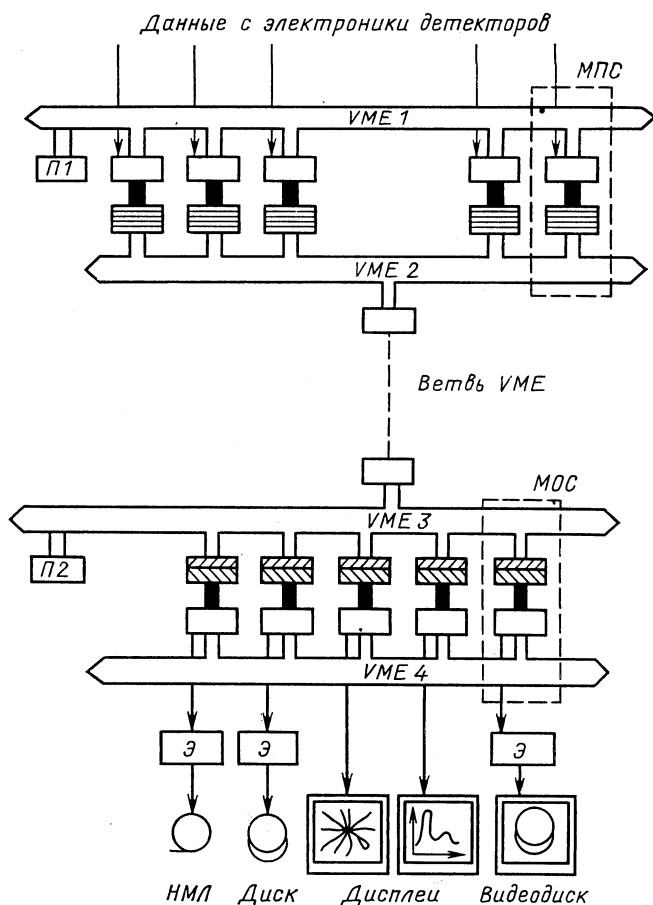 Данные с электроники детекторов
МПС
VME 1
П1
VME 2
Ветвь VME
МОС
VME 3
П2
VME 4
Э Э Э
НМЛ Диск Дисплеи Видеодиск